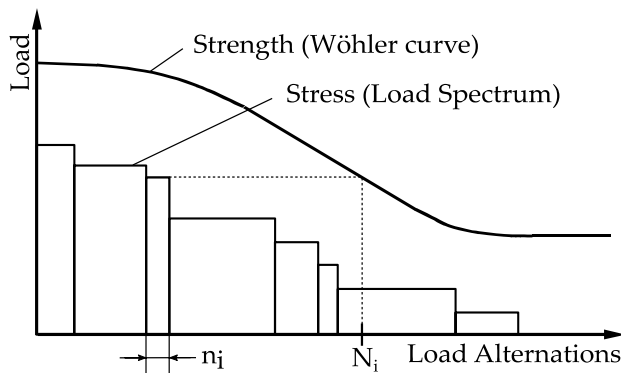 Load
Strength (Wöhler curve)
Stress (Load Spectrum)
nᵢ
Nᵢ
Load Alternations